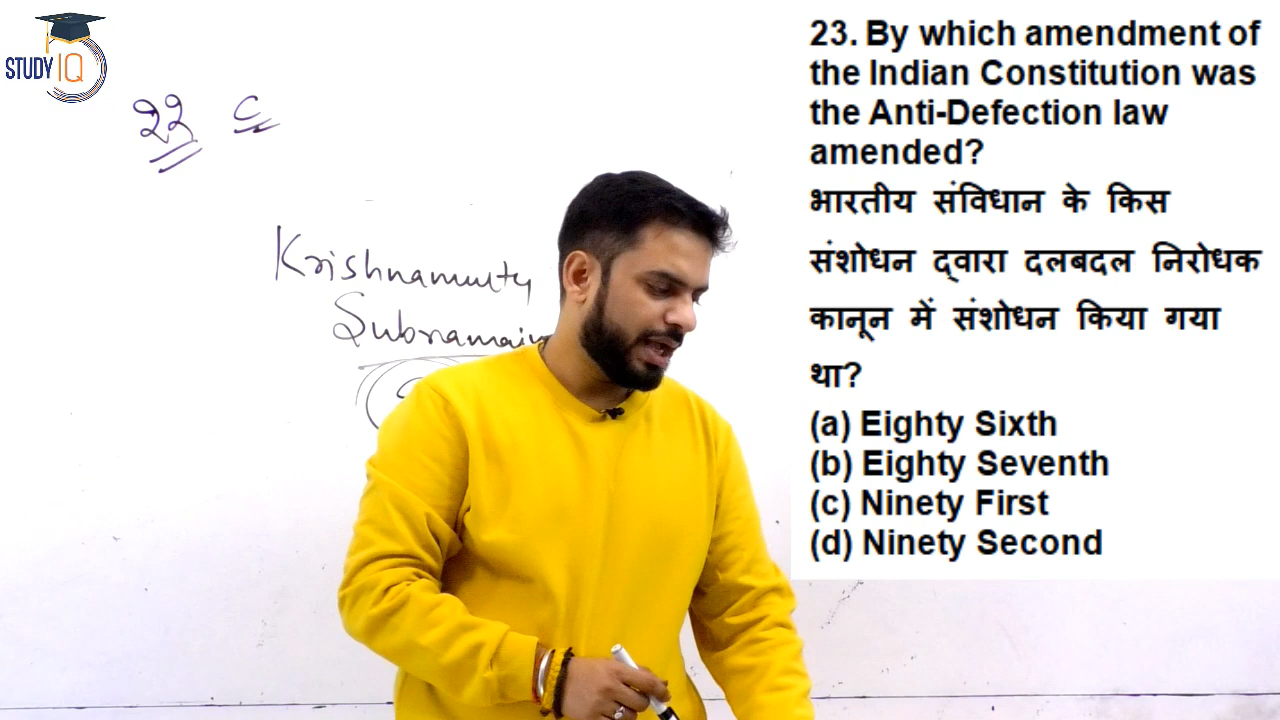 STUDY IQ
22 C
Krishnamurty
23. By which amendment of
the Indian Constitution was
the Anti-Defection law
amended?
भारतीय संविधान के किस
संशोधन द्वारा दलबदल निरोधक
कानून में संशोधन किया गया
था?
(a) Eighty Sixth
(b) Eighty Seventh
(c) Ninety First
(d) Ninety Second